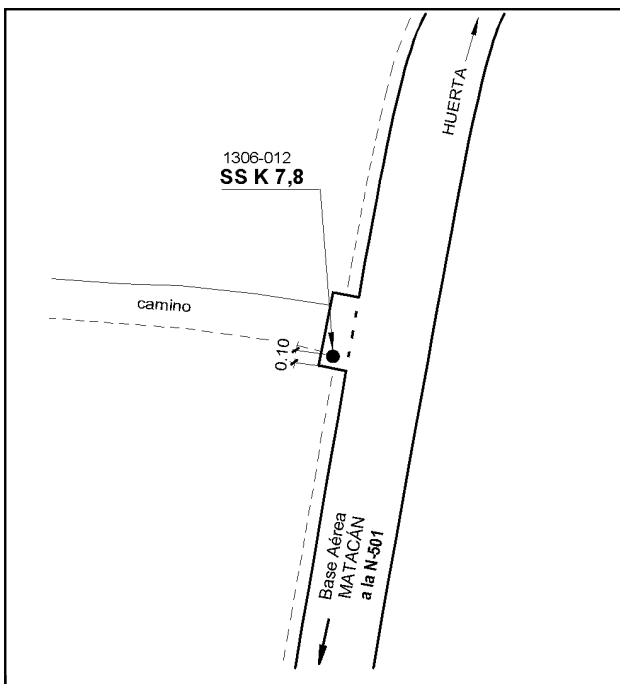 HUERTA
1306-012
SS K 7,8
camino
0.10
Base Aérea
MATACÁN
a la N-501